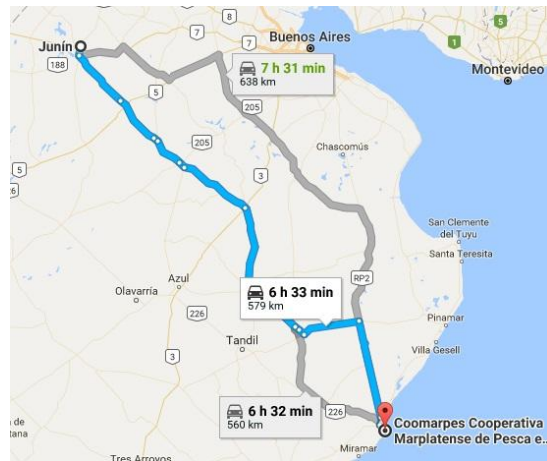 8
7
Buenos Aires
Junín
7
1
5
188
7 h 31 min
638 km
Montevideo
5
205
205
Chascomús
5
3
San Clemente
del Tuyu
Santa Teresita
RP2
Azul
6 h 33 min
579 km
Olavarría
226
Pinamar
Tandil
Villa Gesell
3
6 h 32 min
560 km
226
Coomarpes Cooperativa
Marplatense de Pesca e..
Miramar
Tres Arroyos